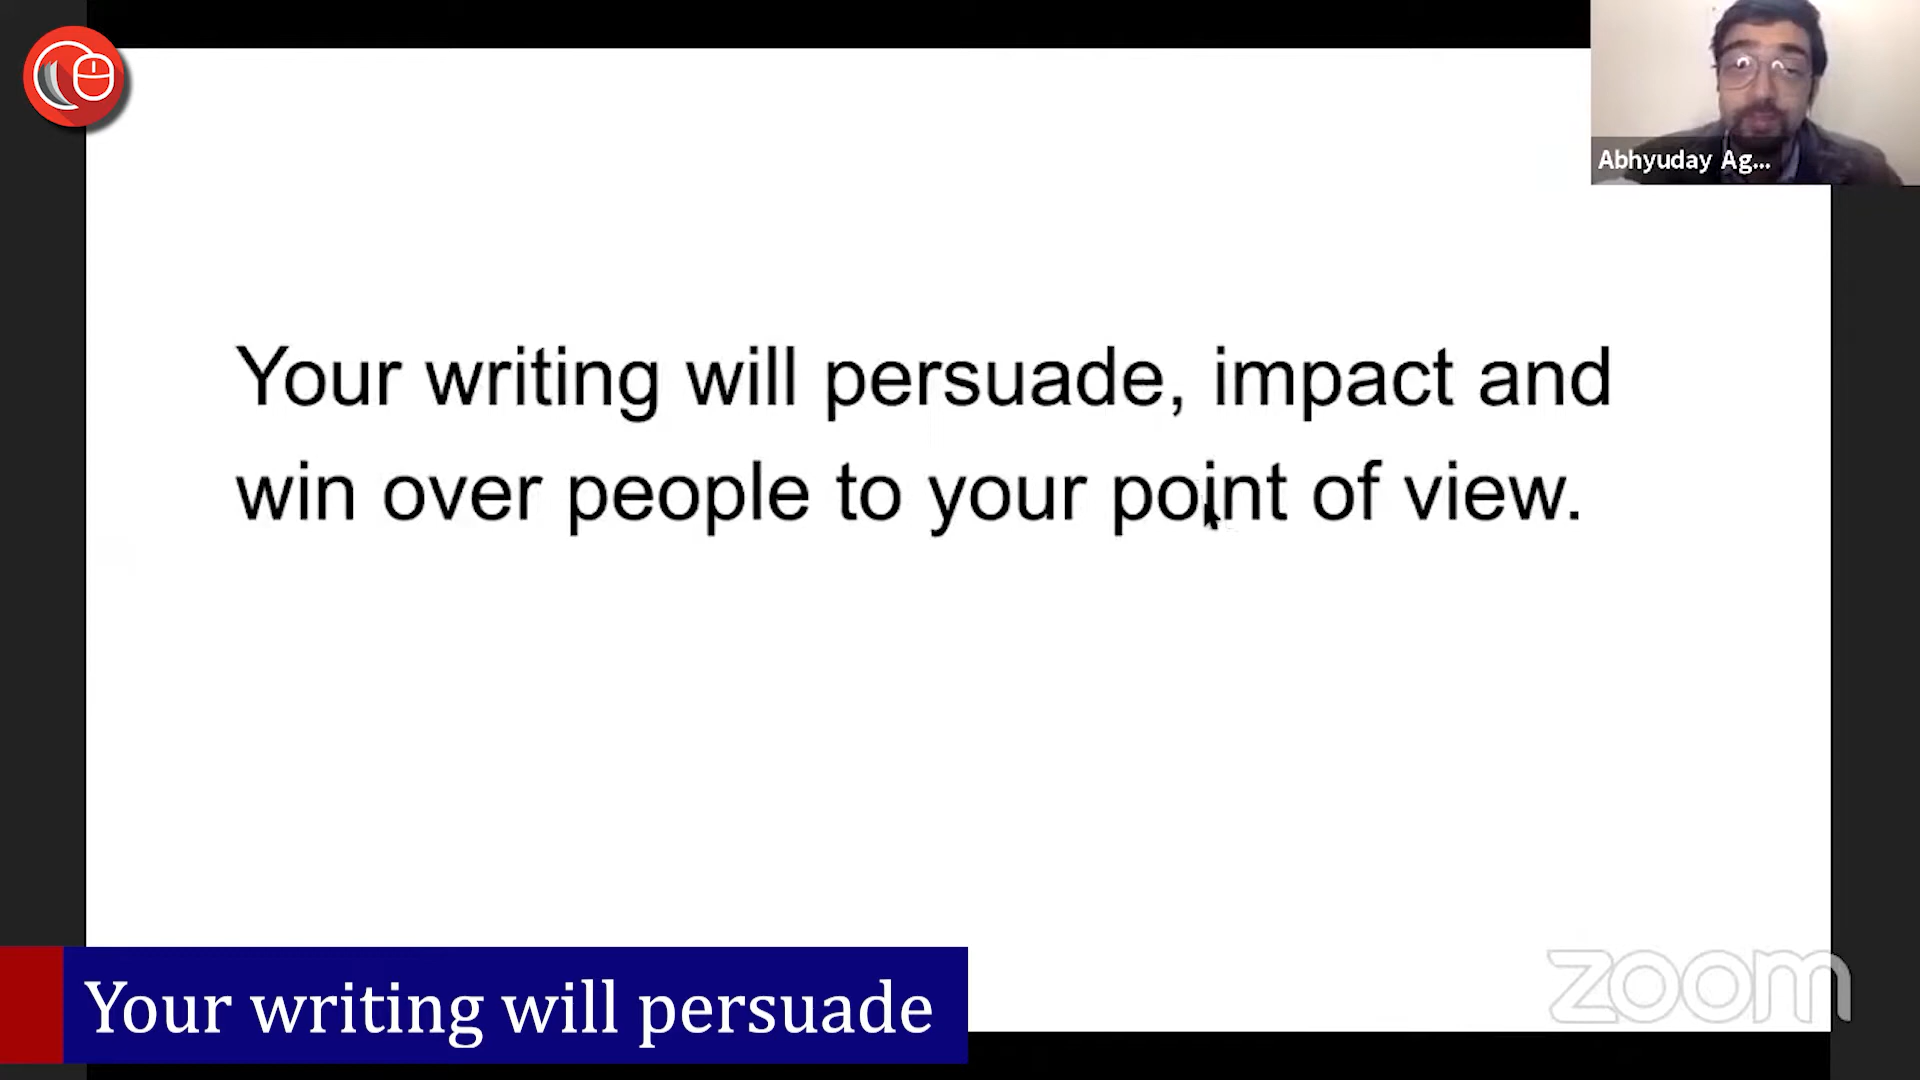 Abhyuday Ag...
Your writing will persuade, impact and
win over people to your point of view.
Your writing will persuade
zoom